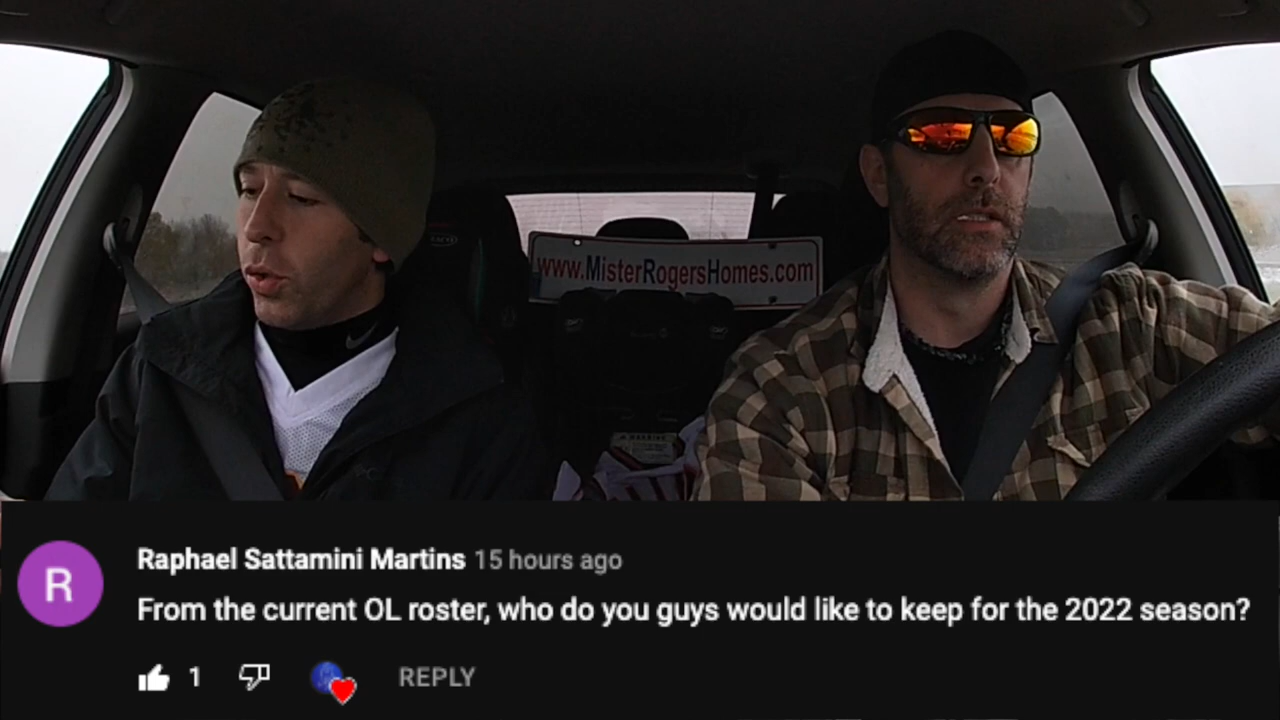 www.MisterRogersHomes.com
R
Raphael Sattamini Martins 15 hours ago
From the current OL roster, who do you guys would like to keep for the 2022 season?
1
REPLY